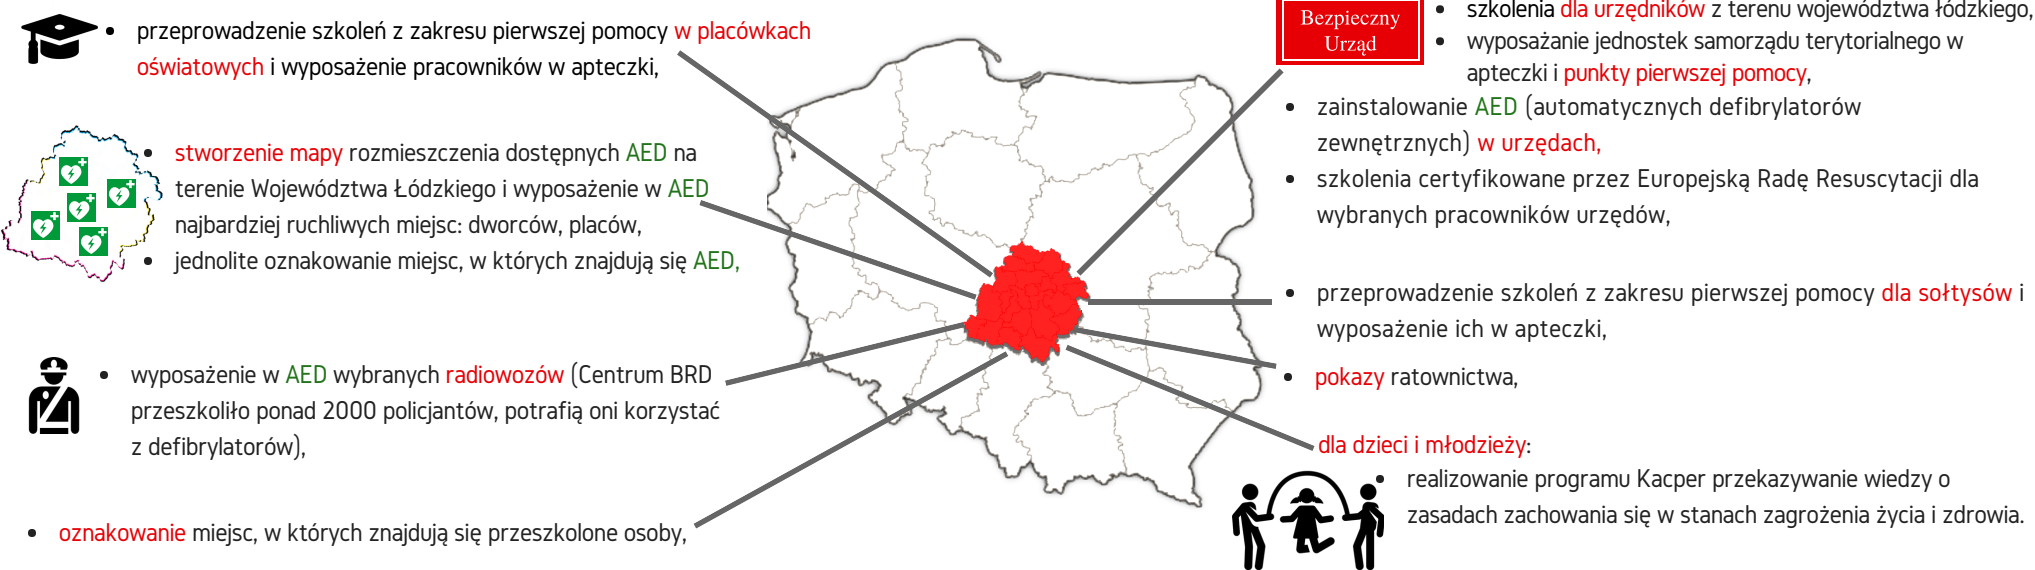 przeprowadzenie szkoleń z zakresu pierwszej pomocy w placówkach
oświatowych i wyposażenie pracowników w apteczki,
stworzenie mapy rozmieszczenia dostępnych AED na
terenie Województwa Łódzkiego i wyposażenie w AED
najbardziej ruchliwych miejsc: dworców, placów,
jednolite oznakowanie miejsc, w których znajdują się AED,
wyposażenie w AED wybranych radiowozów (Centrum BRD
przeszkoliło ponad 2000 policjantów, potrafią oni korzystać
z defibrylatorów),
oznakowanie miejsc, w których znajdują się przeszkolone osoby,
Bezpieczny
Urząd
szkolenia dla urzędników z terenu województwa łódzkiego,
wyposażanie jednostek samorządu terytorialnego w
apteczki i punkty pierwszej pomocy,
zainstalowanie AED (automatycznych defibrylatorów
zewnętrznych) w urzędach,
szkolenia certyfikowane przez Europejską Radę Resuscytacji dla
wybranych pracowników urzędów,
przeprowadzenie szkoleń z zakresu pierwszej pomocy dla sołtysów i
wyposażenie ich w apteczki,
pokazy ratownictwa,
dla dzieci i młodzieży:
realizowanie programu Kacper przekazywanie wiedzy o
zasadach zachowania się w stanach zagrożenia życia i zdrowia.